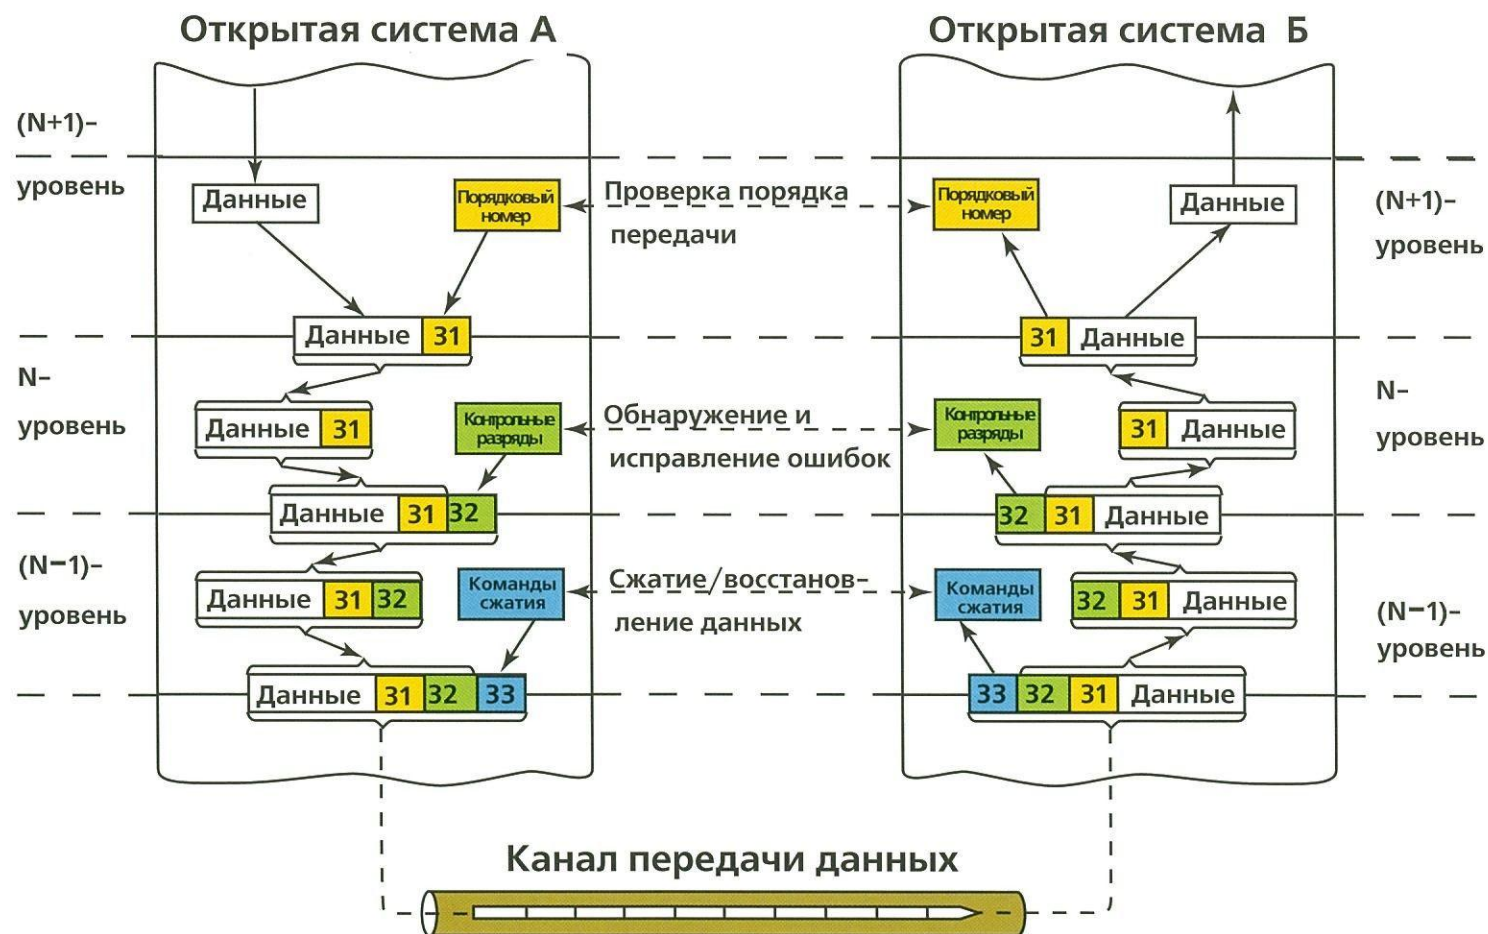 Открытая система А
Открытая система Б
(N+1)–
уровень
Данные
Порядковый
номер
Проверка порядка
передачи
Порядковый
номер
Данные
(N+1)–
уровень
Данные 31
31 Данные
N–
уровень
Данные 31
Контрольные
разряды
Обнаружение и
исправление ошибок
Контрольные
разряды
31 Данные
N–
уровень
Данные 31 32
32 31 Данные
(N–1)–
уровень
Данные 31 32
Команды
сжатия
Сжатие/восстанов–
ление данных
Команды
сжатия
32 31 Данные
(N–1)–
уровень
Данные 31 32 33
33 32 31 Данные
Канал передачи данных